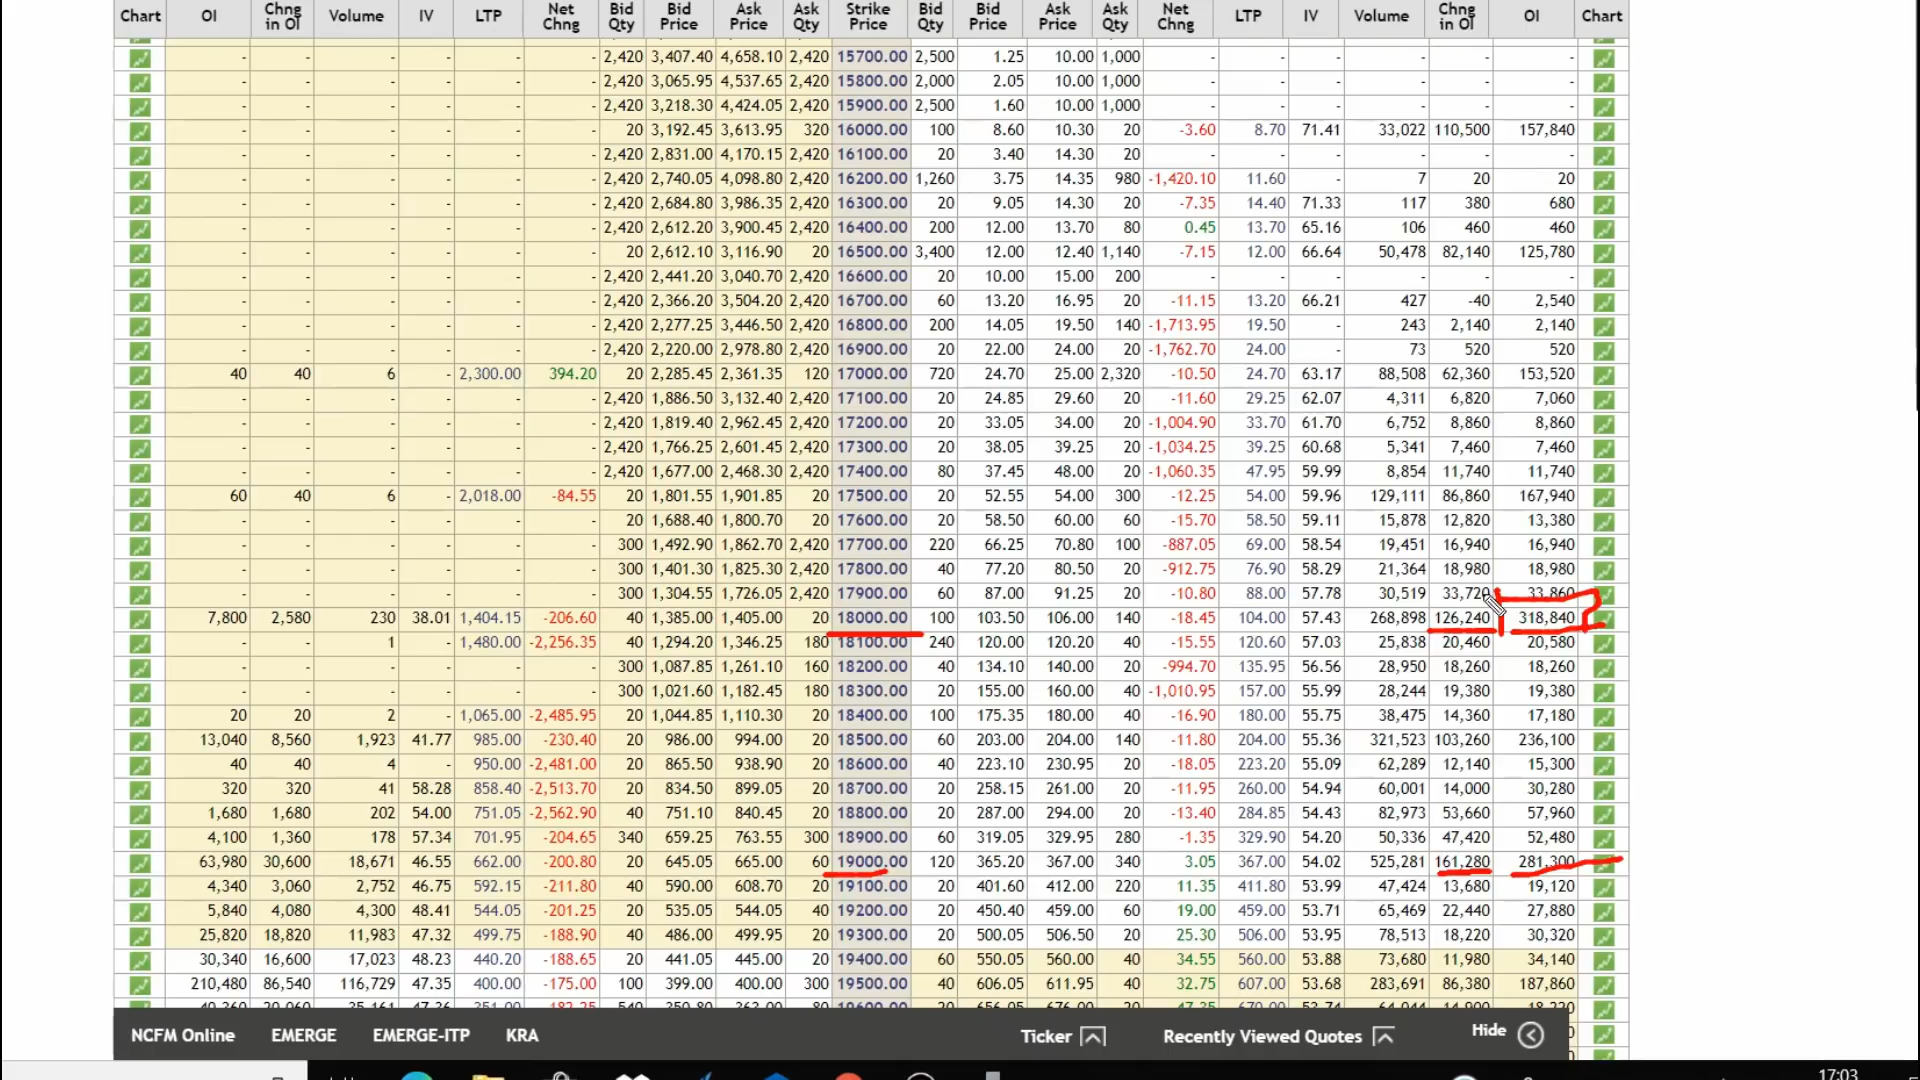 Chart OI Chng in OI Volume IV LTP Net Chng Bid Qty Bid Price Ask Price Ask Qty Strike Price Bid Qty Bid Price Ask Price Ask Qty Net Chng LTP IV Volume Chng in OI OI Chart
- - - - - - 2,420 3,407.40 4,658.10 2,420 15700.00 2,500 1.25 10.00 1,000 - - - - - -
- - - - - - 2,420 3,065.95 4,537.65 2,420 15800.00 2,000 2.05 10.00 1,000 - - - - - -
- - - - - - 2,420 3,218.30 4,424.05 2,420 15900.00 2,500 1.60 10.00 1,000 - - - - - -
- - - - - - 20 3,192.45 3,613.95 320 16000.00 100 8.60 10.30 20 -3.60 8.70 71.41 33,022 110,500 157,840
- - - - - - 2,420 2,831.00 4,170.15 2,420 16100.00 20 3.40 14.30 20 - - - - - -
- - - - - - 2,420 2,740.05 4,098.80 2,420 16200.00 1,260 3.75 14.35 980 -1,420.10 11.60 - 7 20 20
- - - - - - 2,420 2,684.80 3,986.35 2,420 16300.00 20 9.05 14.30 20 -7.35 14.40 71.33 117 380 680
- - - - - - 2,420 2,612.20 3,900.45 2,420 16400.00 200 12.00 13.70 80 0.45 13.70 65.16 106 460 460
- - - - - - 20 2,612.10 3,116.90 20 16500.00 3,400 12.00 12.40 1,140 -7.15 12.00 66.64 50,478 82,140 125,780
- - - - - - 2,420 2,441.20 3,040.70 2,420 16600.00 20 10.00 15.00 200 - - - - - -
- - - - - - 2,420 2,366.20 3,504.20 2,420 16700.00 60 13.20 16.95 20 -11.15 13.20 66.21 427 -40 2,540
- - - - - - 2,420 2,277.25 3,446.50 2,420 16800.00 200 14.05 19.50 140 -1,713.95 19.50 - 243 2,140 2,140
- - - - - - 2,420 2,220.00 2,978.80 2,420 16900.00 20 22.00 24.00 20 -1,762.70 24.00 - 73 520 520
40 40 6 - 2,300.00 394.20 20 2,285.45 2,361.35 120 17000.00 720 24.70 25.00 2,320 -10.50 24.70 63.17 88,508 62,360 153,520
- - - - - - 2,420 1,886.50 3,132.40 2,420 17100.00 20 24.85 29.60 20 -11.60 29.25 62.07 4,311 6,820 7,060
- - - - - - 2,420 1,819.40 2,962.45 2,420 17200.00 20 33.05 34.00 20 -1,004.90 33.70 61.70 6,752 8,860 8,860
- - - - - - 2,420 1,766.25 2,601.45 2,420 17300.00 20 38.05 39.25 20 -1,034.25 39.25 60.68 5,341 7,460 7,460
- - - - - - 2,420 1,677.00 2,468.30 2,420 17400.00 80 37.45 48.00 20 -1,060.35 47.95 59.99 8,854 11,740 11,740
60 40 6 - 2,018.00 -84.55 20 1,801.55 1,901.85 20 17500.00 20 52.55 54.00 300 -12.25 54.00 59.96 129,111 86,860 167,940
- - - - - - 20 1,688.40 1,800.70 20 17600.00 20 58.50 60.00 60 -15.70 58.50 59.11 15,878 12,820 13,380
- - - - - - 300 1,492.90 1,862.70 2,420 17700.00 220 66.25 70.80 100 -887.05 69.00 58.54 19,451 16,940 16,940
- - - - - - 300 1,401.30 1,825.30 2,420 17800.00 40 77.20 80.50 20 -912.75 76.90 58.29 21,364 18,980 18,980
- - - - - - 300 1,304.55 1,726.05 2,420 17900.00 60 87.00 91.25 20 -10.80 88.00 57.78 30,519 33,720 33,860
7,800 2,580 230 38.01 1,404.15 -206.60 40 1,385.00 1,405.00 20 18000.00 100 103.50 106.00 140 -18.45 104.00 57.43 268,898 126,240 318,840
- - 1 - 1,480.00 -2,256.35 40 1,294.20 1,346.25 180 18100.00 240 120.00 120.20 40 -15.55 120.60 57.03 25,838 20,460 20,580
- - - - - - 300 1,087.85 1,261.10 160 18200.00 40 134.10 140.00 20 -994.70 135.95 56.56 28,950 18,260 18,260
- - - - - - 300 1,021.60 1,182.45 180 18300.00 20 155.00 160.00 40 -1,010.95 157.00 55.99 28,244 19,380 19,380
20 20 2 - 1,065.00 -2,485.95 20 1,044.85 1,110.30 20 18400.00 100 175.35 180.00 40 -16.90 180.00 55.75 38,475 14,360 17,180
13,040 8,560 1,923 41.77 985.00 -230.40 20 986.00 994.00 20 18500.00 60 203.00 204.00 140 -11.80 204.00 55.36 321,523 103,260 236,100
40 40 4 - 950.00 -2,481.00 20 865.50 938.90 20 18600.00 40 223.10 230.95 20 -18.05 223.20 55.09 62,289 12,140 15,300
320 320 41 58.28 858.40 -2,513.70 20 834.50 899.05 20 18700.00 20 258.15 261.00 20 -11.95 260.00 54.94 60,001 14,000 30,280
1,680 1,680 202 54.00 751.05 -2,562.90 40 751.10 840.45 20 18800.00 20 287.00 294.00 20 -13.40 284.85 54.43 82,973 53,660 57,960
4,100 1,360 178 57.34 701.95 -204.65 340 659.25 763.55 300 18900.00 60 319.05 329.95 280 -1.35 329.90 54.20 50,336 47,420 52,480
63,980 30,600 18,671 46.55 662.00 -200.80 20 645.05 665.00 60 19000.00 120 365.20 367.00 340 3.05 367.00 54.02 525,281 161,280 281,300
4,340 3,060 2,752 46.75 592.15 -211.80 40 590.00 608.70 20 19100.00 20 401.60 412.00 220 11.35 411.80 53.99 47,424 13,680 19,120
5,840 4,080 4,300 48.41 544.05 -201.25 20 535.05 544.05 40 19200.00 20 450.40 459.00 60 19.00 459.00 53.71 65,469 22,440 27,880
25,820 18,820 11,983 47.32 499.75 -188.90 40 486.00 499.95 20 19300.00 20 500.05 506.50 20 25.30 506.00 53.95 78,513 18,220 30,320
30,340 16,600 17,023 48.23 440.20 -188.65 20 441.05 445.00 20 19400.00 60 550.05 560.00 40 34.55 560.00 53.88 73,680 11,980 34,140
210,480 86,540 116,729 47.35 400.00 -175.00 100 399.00 400.00 300 19500.00 40 606.05 611.95 40 32.75 607.00 53.68 283,691 86,380 187,860
NCFM Online EMERGE EMERGE-ITP KRA Ticker Recently Viewed Quotes Hide
17:03